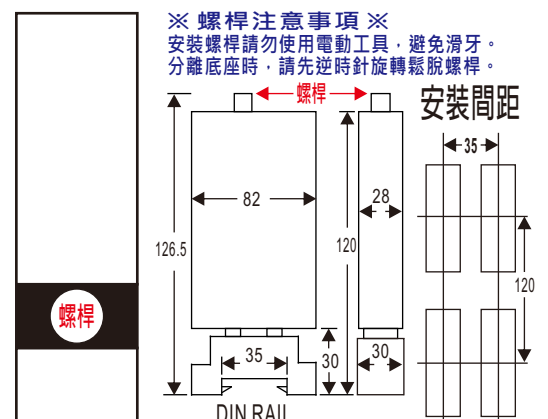 ※ 螺桿注意事項 ※
安裝螺桿請勿使用電動工具，避免滑牙。
分離底座時，請先逆時針旋轉鬆脫螺桿。
螺桿
安裝間距
35
82
28
126.5
120
120
螺桿
35
30
30
DIN RAIL